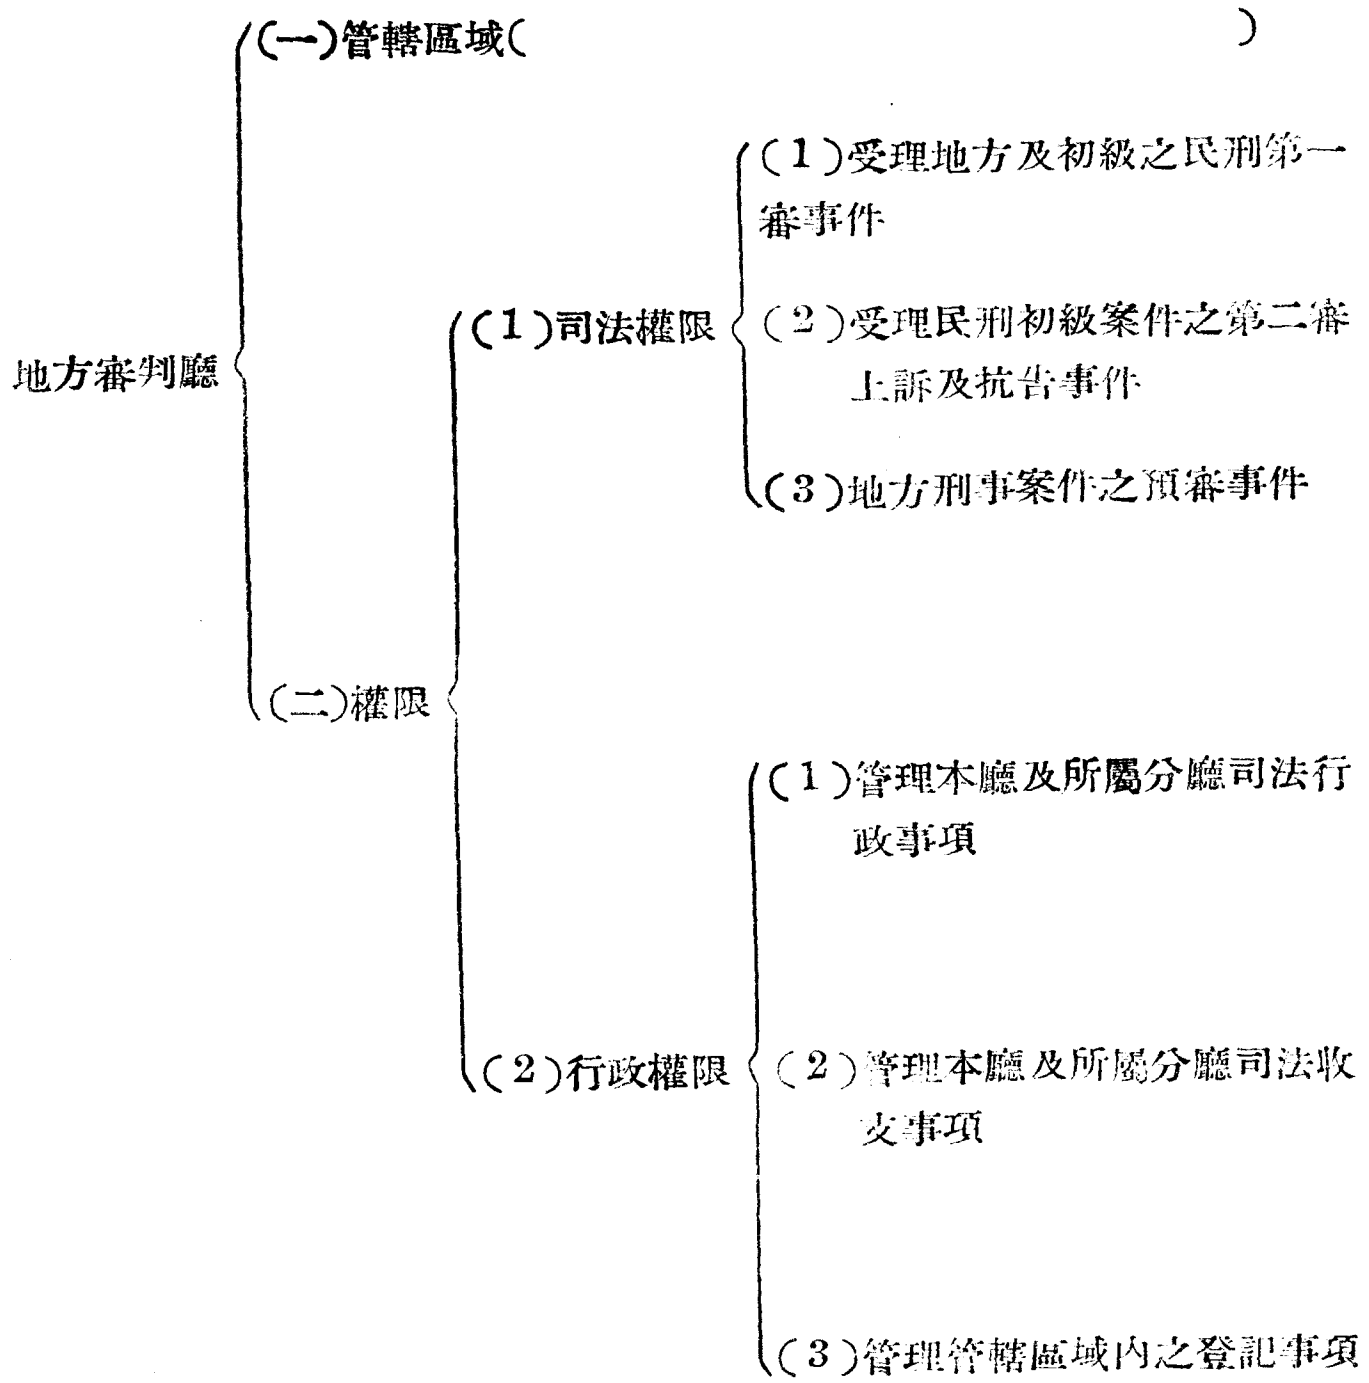 地方審判廳
(一)管轄區域( )
(二)權限
(1)司法權限
(1)受理地方及初級之民刑第一
審事件
(2)受理民刑初級案件之第二審
上訴及抗告事件
(3)地方刑事案件之預審事件
(2)行政權限
(1)管理本廳及所屬分廳司法行
政事項
(2)管理本廳及所屬分廳司法收
支事項
(3)管理管轄區域內之登記事項